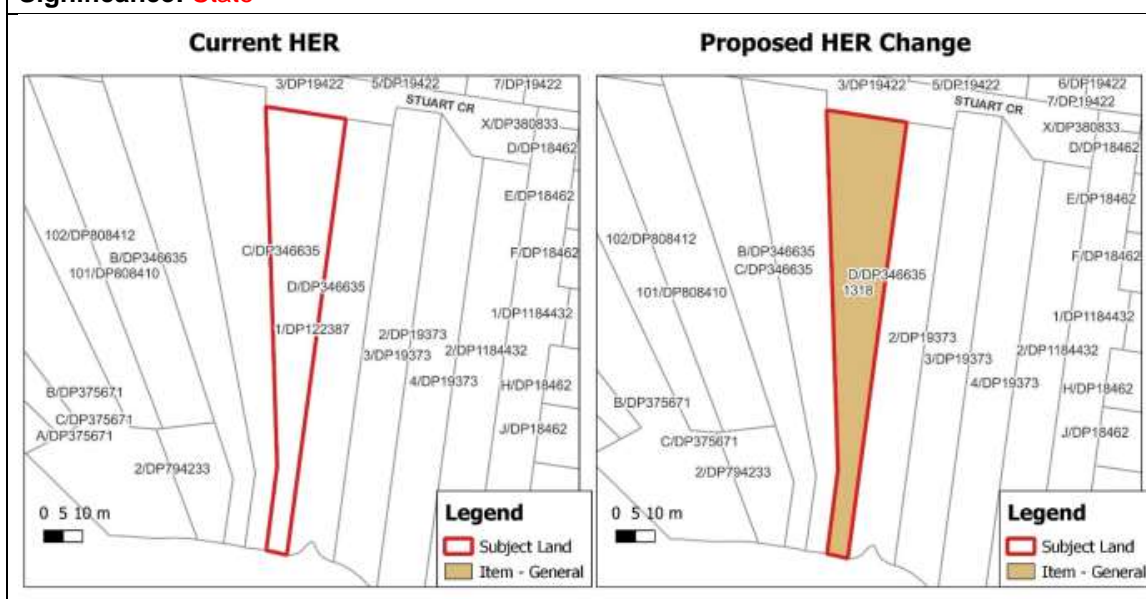 Significance: State
Current HER
Proposed HER Change
3/DP19422
5/DP19422
7/DP19422
STUART CR
X/DP380833
D/DP18462
E/DP18462
F/DP18462
102/DP808412
B/DP346635
101/DP808410
C/DP346635
D/DP346635
1/DP122387
1/DP1184432
2/DP19373
3/DP19373
2/DP1184432
4/DP19373
H/DP18462
J/DP18462
B/DP375671
C/DP375671
A/DP375671
2/DP794233
0 5 10 m
Legend
Subject Land
Item - General
3/DP19422
5/DP19422
6/DP19422
7/DP19422
STUART CR
X/DP380833
D/DP18462
E/DP18462
F/DP18462
102/DP808412
B/DP346635
C/DP346635
101/DP808410
D/DP346635
1318
1/DP1184432
2/DP19373
3/DP19373
2/DP1184432
4/DP19373
H/DP18462
J/DP18462
B/DP375671
C/DP375671
2/DP794233
0 5 10 m
Legend
Subject Land
Item - General